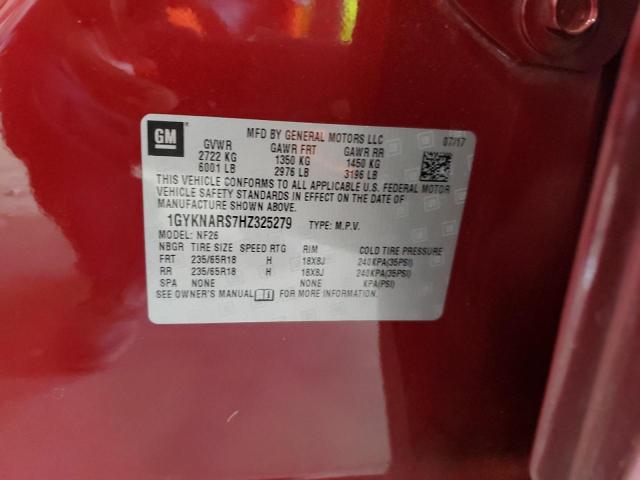 GM ®
MFD BY GENERAL MOTORS LLC 07/17
GVWR GAWR FRT GAWR RR
2722 KG 1350 KG 1450 KG
6001 LB 2976 LB 3196 LB
THIS VEHICLE CONFORMS TO ALL APPLICABLE U.S. FEDERAL MOTOR
VEHICLE SAFETY STANDARDS IN EFFECT ON THE DATE OF
MANUFACTURE SHOWN ABOVE.
1GYKNARS7HZ325279 TYPE: M.P.V.
MODEL: NF26
NBGR TIRE SIZE SPEED RTG RIM COLD TIRE PRESSURE
FRT 235/65R18 H 18X8J 240KPA(35PSI)
RR 235/65R18 H 18X8J 240KPA(35PSI)
SPA NONE NONE KPA(PSI)
SEE OWNER'S MANUAL FOR MORE INFORMATION.